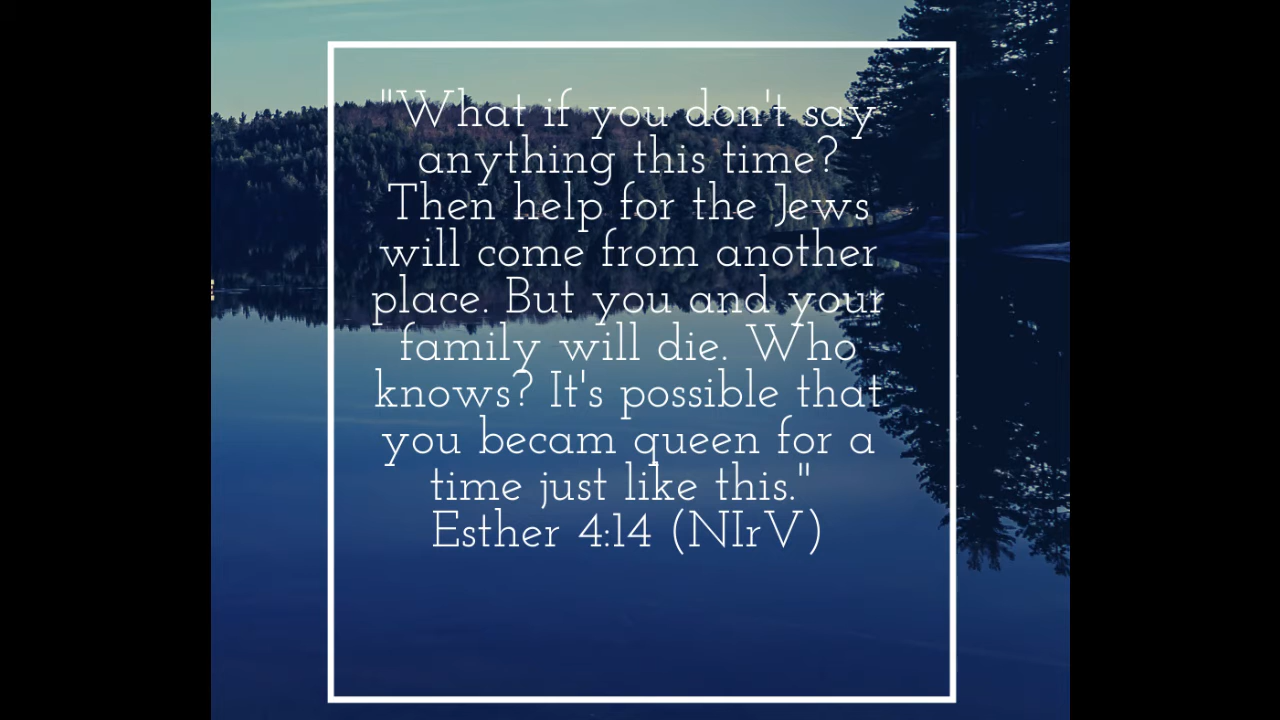 "What if you don't say
anything this time?
Then help for the Jews
will come from another
place. But you and your
family will die. Who
knows? It's possible that
you becam queen for a
time just like this."
Esther 4:14 (NIrV)